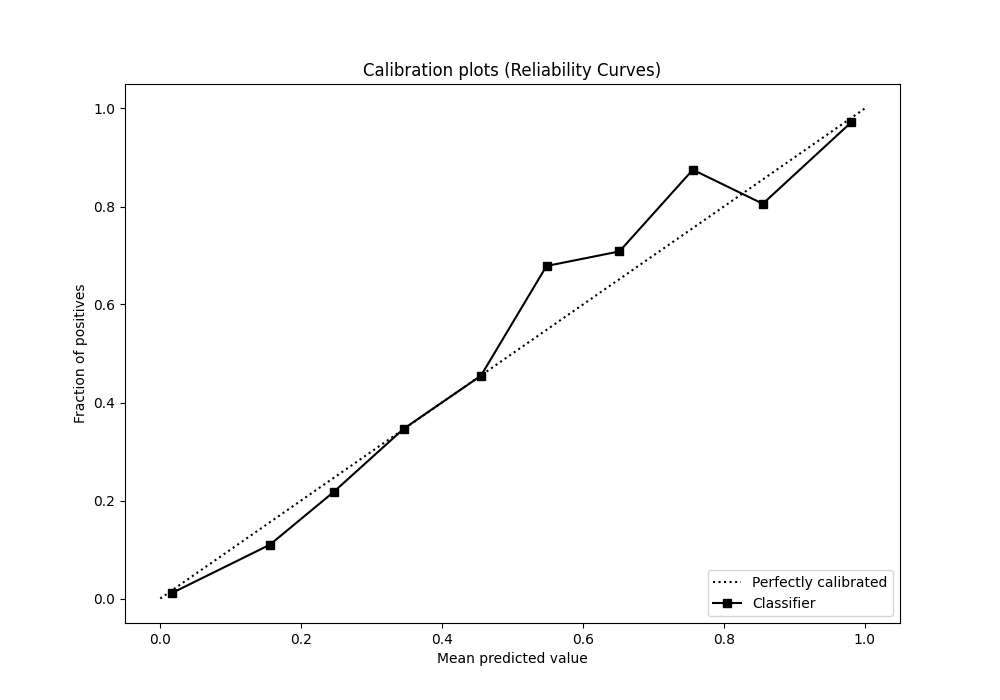 Calibration plots (Reliability Curves)
1.0
0.8
0.6
0.4
0.2
0.0
Fraction of positives
0.0 0.2 0.4 0.6 0.8 1.0
Mean predicted value
Perfectly calibrated
Classifier